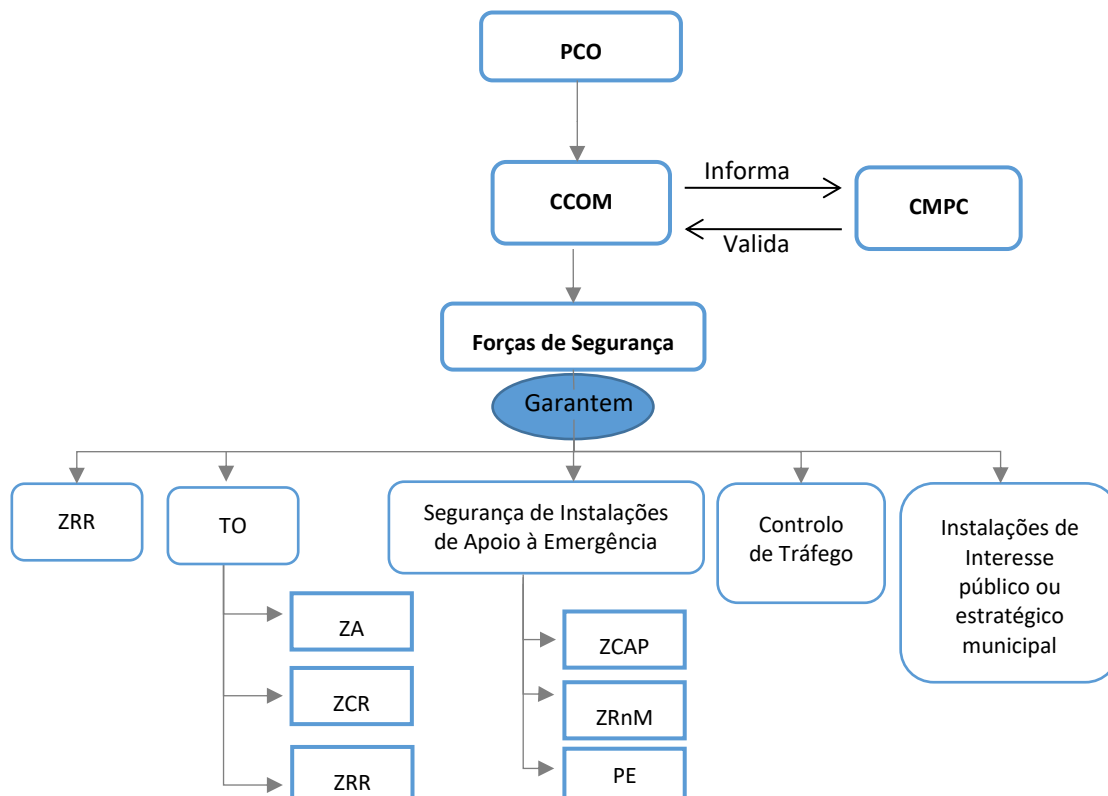 PCO
Informa
CCOM
CMPC
Valida
Forças de Segurança
Garantem
ZRR
TO
Segurança de Instalações
de Apoio à Emergência
Controlo
de Tráfego
Instalações de
Interesse
público ou
estratégico
municipal
ZA
ZCR
ZRR
ZCAP
ZRnM
PE